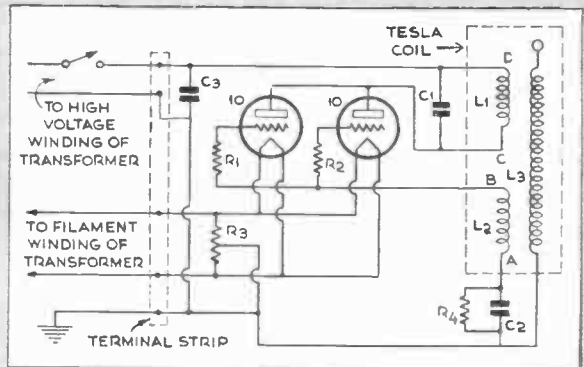 TESLA
COIL
D
C3
10
10
C1
L1
TO HIGH
VOLTAGE
WINDING OF
TRANSFORMER
R1
R2
C
L3
B
TO FILAMENT
WINDING OF
TRANSFORMER
R3
L2
A
R4
C2
TERMINAL STRIP